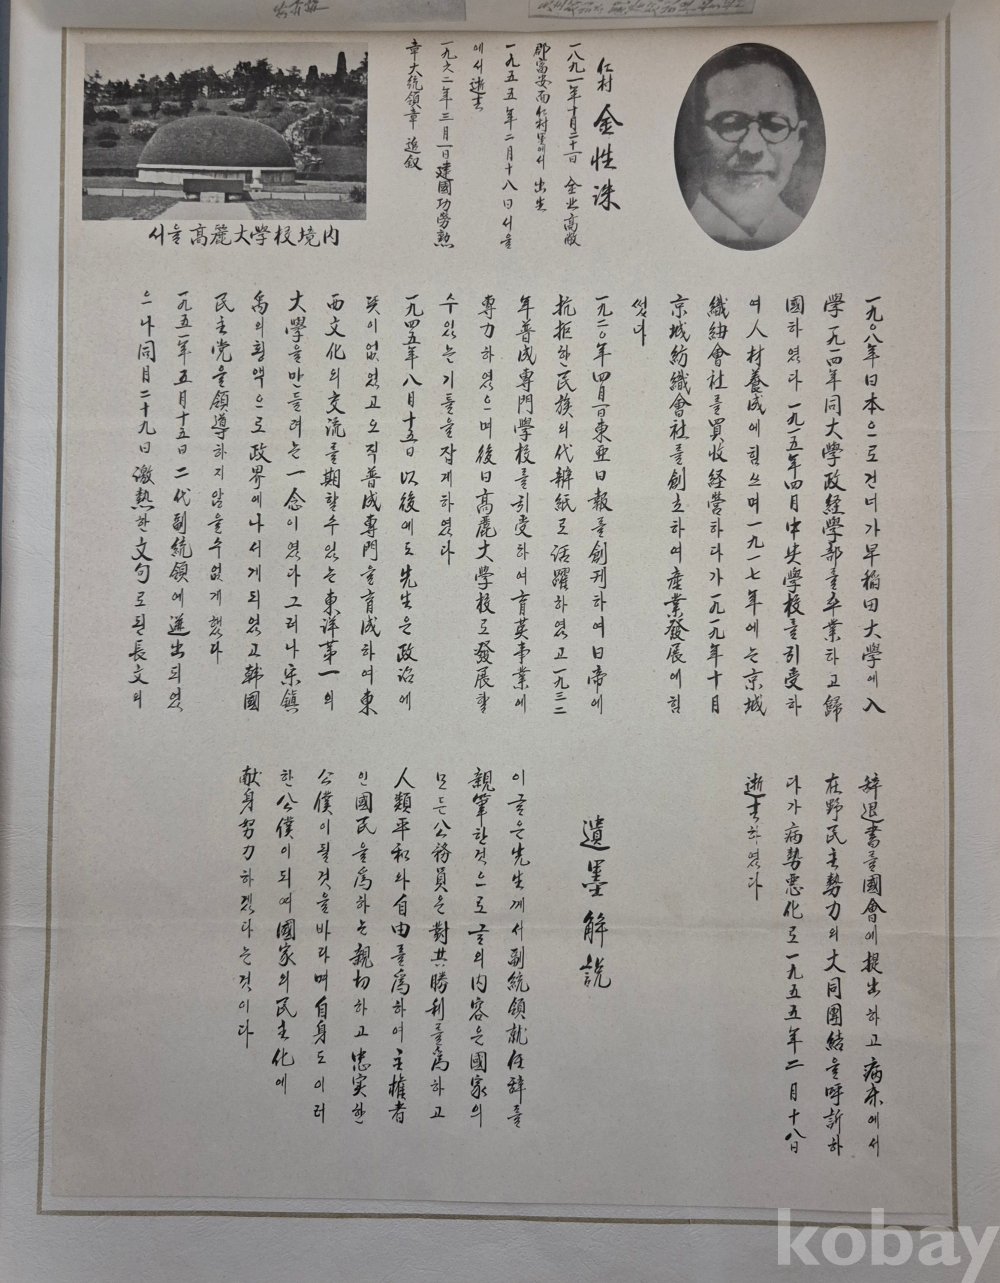 仁村 金性洙
一八九一年十月十一日 全北高敞
郡富安面仁村里에서 出生
一九五五年二月十八日 서울
에서 逝去
一九六二年三月一日 建國功勞勲
章大統領章 追叙
서울 高麗大學校境内
一九〇八年日本으로 건너가 早稲田大學에 入
學 一九一四年同大學政経學部를 卒業하고 歸
國하였다 一九一五年四月中央學校를 引受하
여 人材養成에 힘쓰며 一九一七年에는 京城
織紐會社를 買收経営하다가 一九一九年十月
京城紡織會社를 創立하여 産業發展에 힘
썼다
一九二〇年四月一日東亜日報를 創刊하여 日帝에
抗拒한 民族의 代辨紙로 活躍하였고 一九三二
年普成專門學校를 引受하여 育英事業에
專力하였으며 後日高麗大學校로 發展할
수있는 기틀을 잡게하였다
一九四五年八月十五日 以後에도 先生은 政治에
뜻이없었고 오직 普成專門을 育成하여 東
西文化의 交流를 期할수있는 東洋第一의
大學을 만들려는 一念이였다 그러나 宋鎮
禹의 횡액으로 政界에 나서게되였고 韓國
民主党을 領導하지 않을수 없게 했다
一九五一年五月十五日 二代副統領에 選出되였
으나 同月二十九日 激熱한 文句로된 長文의
辞退書를 國會에 提出하고 病床에서
在野民主勢力의 大同團結을 呼訴하
다가 病勢悪化로 一九五五年二月十八日
逝去하였다
遺墨解說
이글은 先生께서 副統領就任辞를
親筆한것으로 글의 内容은 國家의
모든 公務員은 對共勝利를 爲하고
人類平和와 自由를 爲하여 主權者
인 國民을 爲하는 親切하고 忠実한
公僕이 될것을 바라며 自身도 이러
한 公僕이 되여 國家의 民主化에
献身努力하겠다는 것이다
kobay